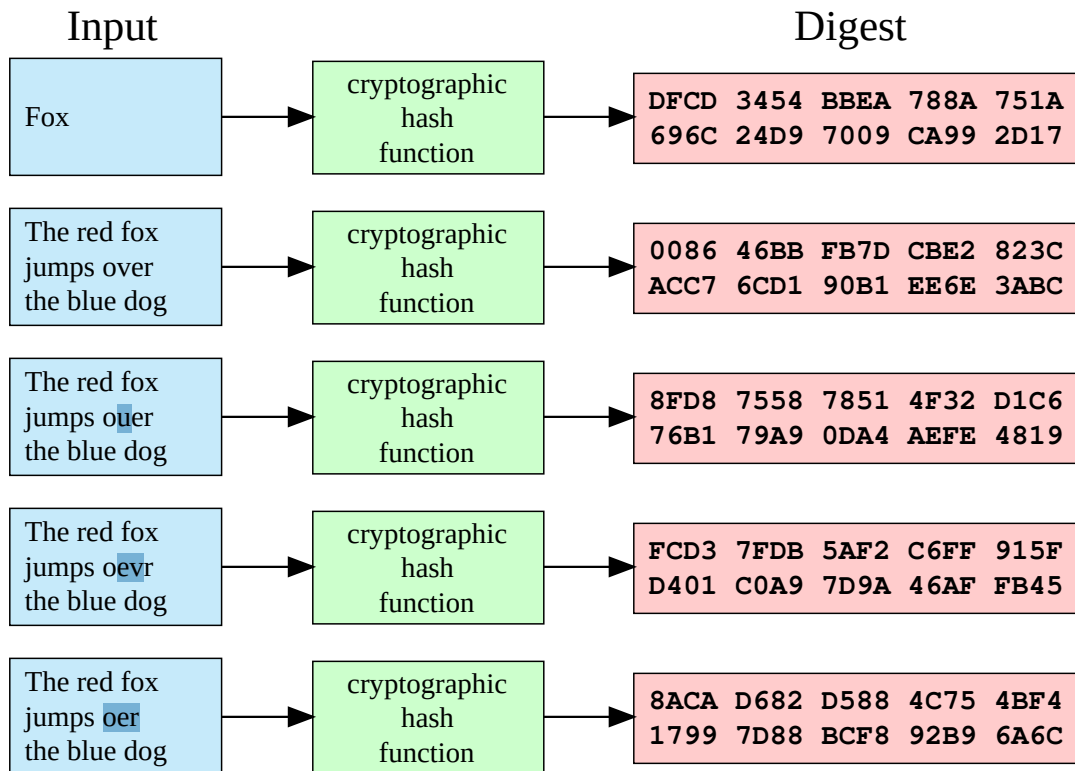 Input
Digest
Fox
cryptographic
hash
function
DFCD 3454 BBEA 788A 751A
696C 24D9 7009 CA99 2D17
The red fox
jumps over
the blue dog
cryptographic
hash
function
0086 46BB FB7D CBE2 823C
ACC7 6CD1 90B1 EE6E 3ABC
The red fox
jumps ouer
the blue dog
cryptographic
hash
function
8FD8 7558 7851 4F32 D1C6
76B1 79A9 0DA4 AEFE 4819
The red fox
jumps oevr
the blue dog
cryptographic
hash
function
FCD3 7FDB 5AF2 C6FF 915F
D401 C0A9 7D9A 46AF FB45
The red fox
jumps oer
the blue dog
cryptographic
hash
function
8ACA D682 D588 4C75 4BF4
1799 7D88 BCF8 92B9 6A6C